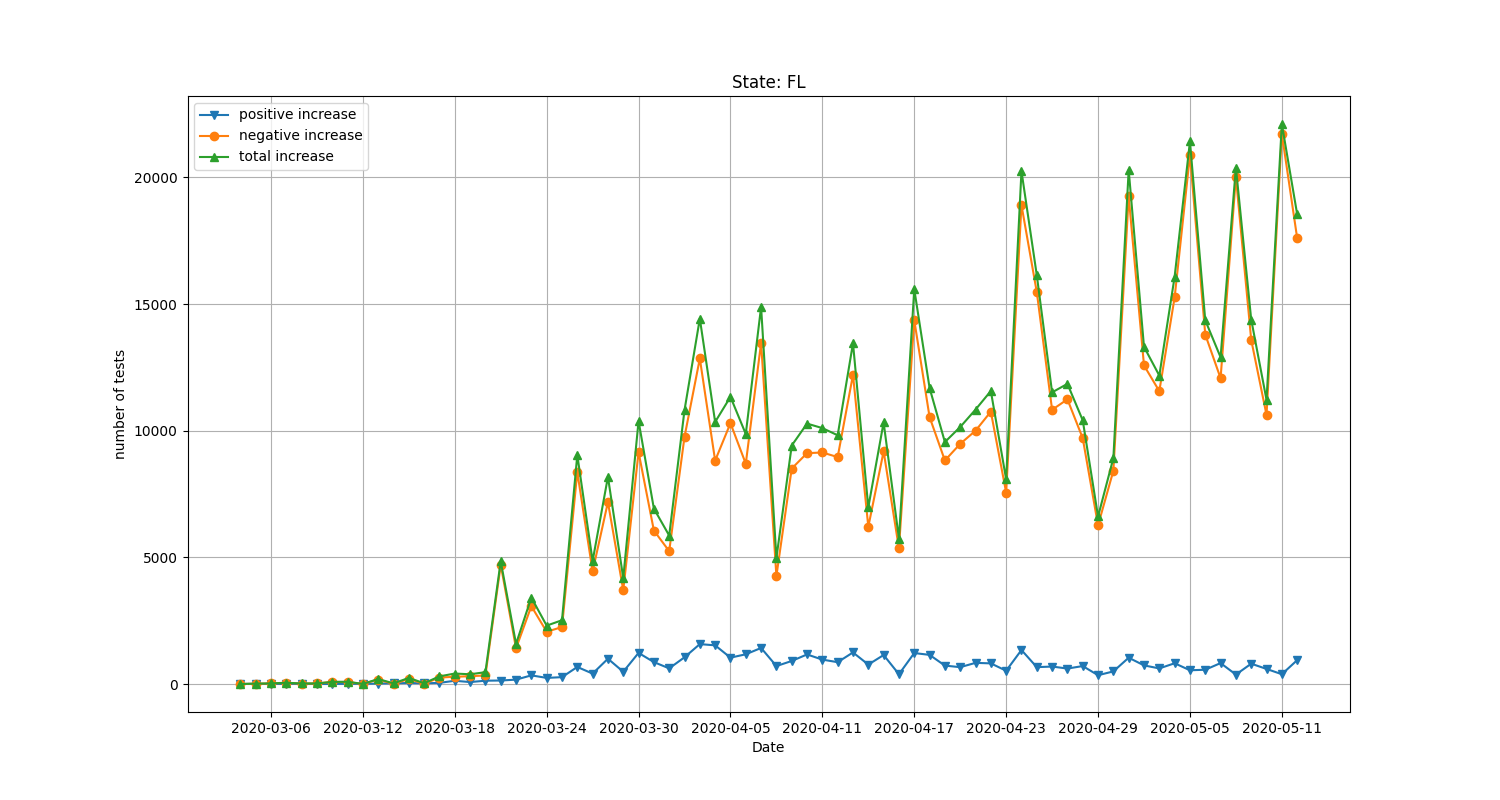 State: FL
positive increase
negative increase
total increase
number of tests
20000
15000
10000
5000
0
2020-03-06 2020-03-12 2020-03-18 2020-03-24 2020-03-30 2020-04-05 2020-04-11 2020-04-17 2020-04-23 2020-04-29 2020-05-05 2020-05-11
Date